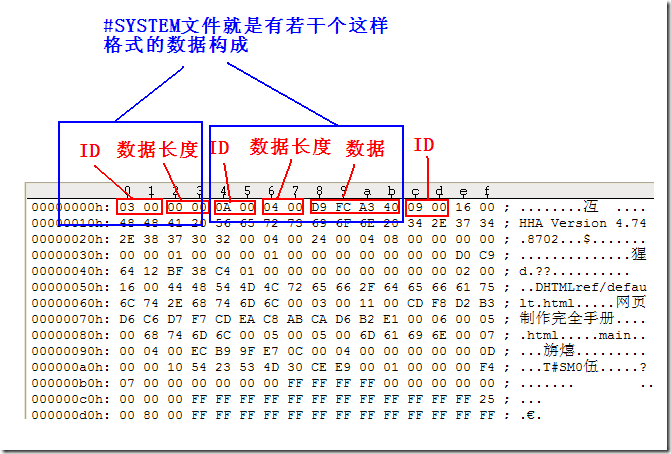 #SYSTEM文件就是有若干个这样
格式的数据构成
ID 数据长度 ID 数据长度 数据 ID
0 1 2 3 4 5 6 7 8 9 a b c d e f
00000000h: 03 00 00 00 0A 00 04 00 D9 FC A3 40 09 00 16 00 ; ........冱 ....
00000010h: 48 48 41 20 56 65 72 73 69 6F 6E 20 34 2E 37 34 ; HHA Version 4.74
00000020h: 2E 38 37 30 32 00 04 00 24 00 04 08 00 00 00 00 ; .8702...$.......
00000030h: 00 00 01 00 00 00 01 00 00 00 00 00 00 00 D0 C9 ; ..............猩
00000040h: 64 12 BF 38 C4 01 00 00 00 00 00 00 00 00 02 00 ; d.??..........
00000050h: 16 00 44 48 54 4D 4C 72 65 66 2F 64 65 66 61 75 ; ..DHTMLref/defau
00000060h: 6C 74 2E 68 74 6D 6C 00 03 00 11 00 CD F8 D2 B3 ; lt.html.....网页
00000070h: D6 C6 D7 F7 CD EA C8 AB CA D6 B2 E1 00 06 00 05 ; 制作完全手册....
00000080h: 00 68 74 6D 6C 00 05 00 05 00 6D 61 69 6E 00 07 ; .html.....main..
00000090h: 00 04 00 EC B9 9F E7 0C 00 04 00 00 00 00 00 0D ; ...旃熺.........
000000a0h: 00 00 10 54 23 53 4D 30 CE E9 00 01 00 00 00 F4 ; ...T#SM0伍.....?
000000b0h: 07 00 00 00 00 00 00 FF FF FF FF 00 00 00 00 00 ; ....... ..
000000c0h: 00 00 00 FF FF FF FF FF FF FF FF FF FF FF FF 25 ; ...
000000d0h: 00 80 00 FF FF FF FF FF FF FF FF FF FF FF FF FF ; .€.